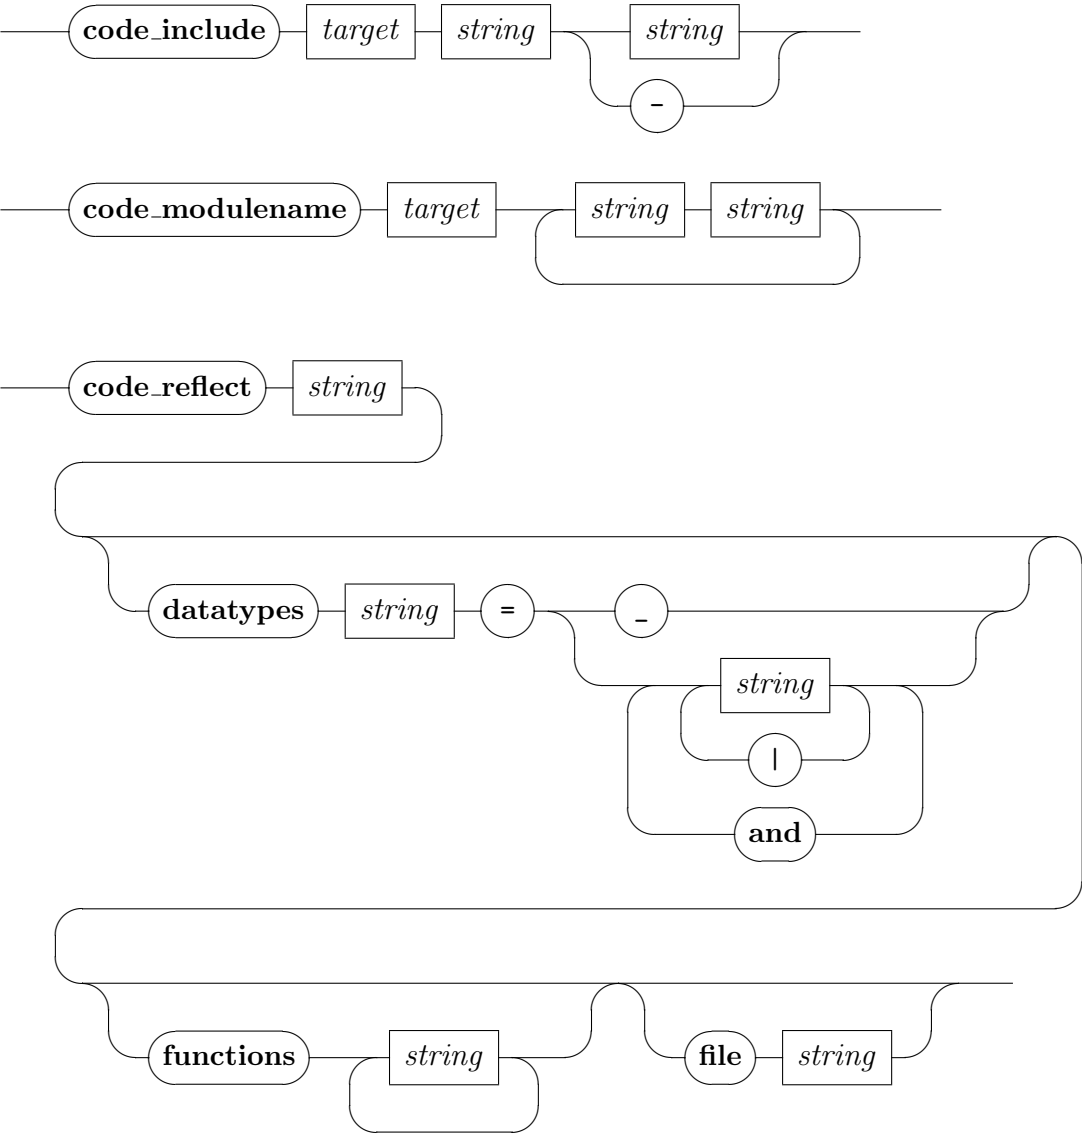 code_include target string string
-
code_modulename target string string
code_reflect string
datatypes string = _
string
|
and
functions string file string